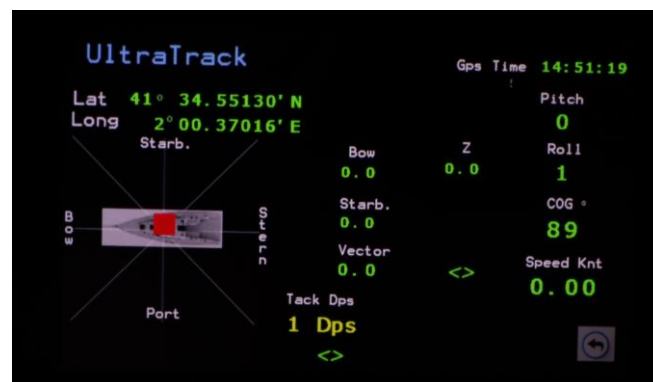 UltraTrack
Gps Time 14:51:19
Lat 41° 34.55130' N
Long 2° 00.37016' E
Pitch
0
Starb.
Bow
0.0
Z
0.0
Roll
1
Bow
Stern
Starb.
0.0
COG °
89
Vector
0.0
<>
Speed Knt
0.00
Port
Tack Dps
1 Dps
<>